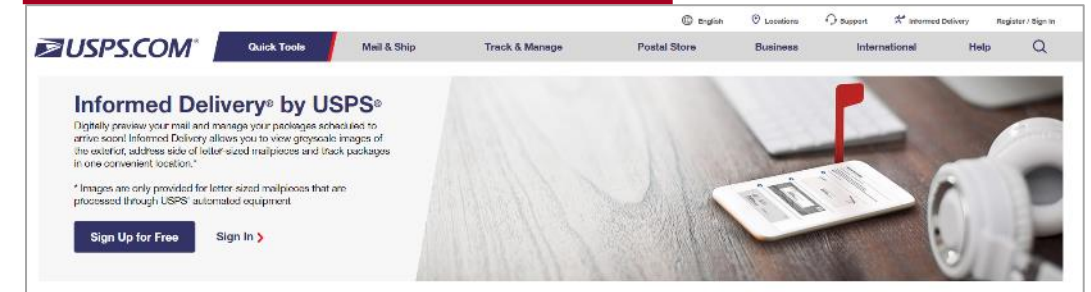 English Locations Support Informed Delivery Register / Sign In
USPS.COM® Quick Tools Mail & Ship Track & Manage Postal Store Business International Help
Informed Delivery® by USPS®
Digitally preview your mail and manage your packages scheduled to
arrive soon! Informed Delivery allows you to view greyscale images of
the exterior, address side of letter-sized mailpieces and track packages
in one convenient location.*
* Images are only provided for letter-sized mailpieces that are
processed through USPS' automated equipment
Sign Up for Free Sign In >